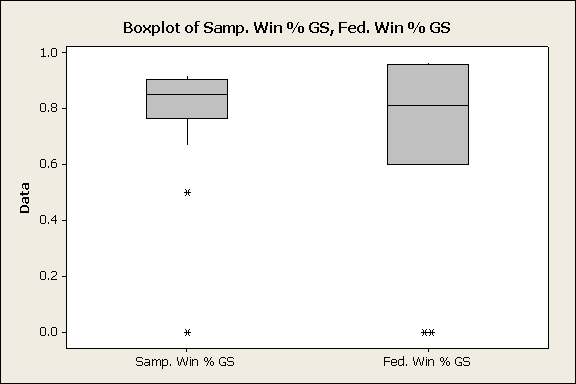 Boxplot of Samp. Win % GS, Fed. Win % GS
1.0
0.8
0.6
0.4
0.2
0.0
Data
Samp. Win % GS
Fed. Win % GS